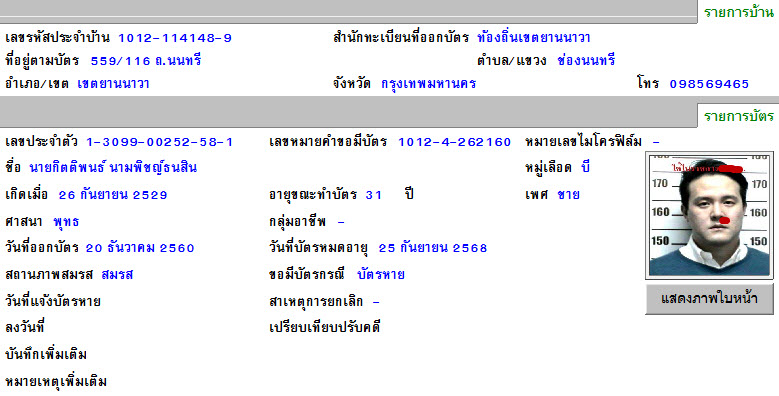 รายการบ้าน
เลขรหัสประจำบ้าน 1012-114148-9 สำนักทะเบียนที่ออกบัตร ท้องถิ่นเขตยานนาวา
ที่อยู่ตามบัตร 559/116 ถ.นนทรี ตำบล/แขวง ช่องนนทรี
อำเภอ/เขต เขตยานนาวา จังหวัด กรุงเทพมหานคร โทร 098569465
รายการบัตร
เลขประจำตัว 1-3099-00252-58-1 เลขหมายคำขอมีบัตร 1012-4-262160 หมายเลขไมโครฟิล์ม -
ชื่อ นายกิตติพนธ์ นามพิชญ์ธนสิน หมู่เลือด บี
เกิดเมื่อ 26 กันยายน 2529 อายุขณะทำบัตร 31 ปี เพศ ชาย
ศาสนา พุทธ กลุ่มอาชีพ -
วันที่ออกบัตร 20 ธันวาคม 2560 วันที่บัตรหมดอายุ 25 กันยายน 2568
สถานภาพสมรส สมรส ขอมีบัตรกรณี บัตรหาย
วันที่แจ้งบัตรหาย สาเหตุการยกเลิก -
ลงวันที่ เปรียบเทียบปรับคดี
บันทึกเพิ่มเติม
หมายเหตุเพิ่มเติม
170 170
160 160
150 150
แสดงภาพใบหน้า